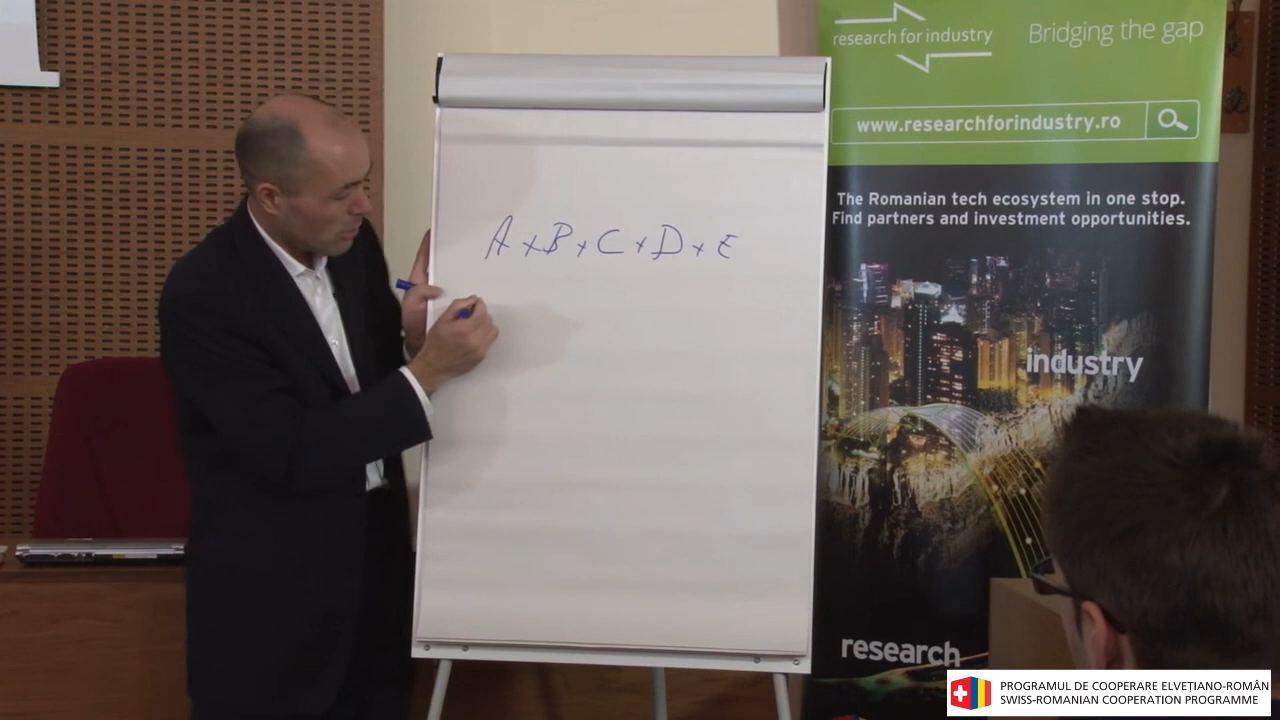 research for industry
Bridging the gap
www.researchforindustry.ro
The Romanian tech ecosystem in one stop.
Find partners and investment opportunities.
A x B x C x D x E
industry
research
PROGRAMUL DE COOPERARE ELVEȚIANO-ROMÂN
SWISS-ROMANIAN COOPERATION PROGRAMME